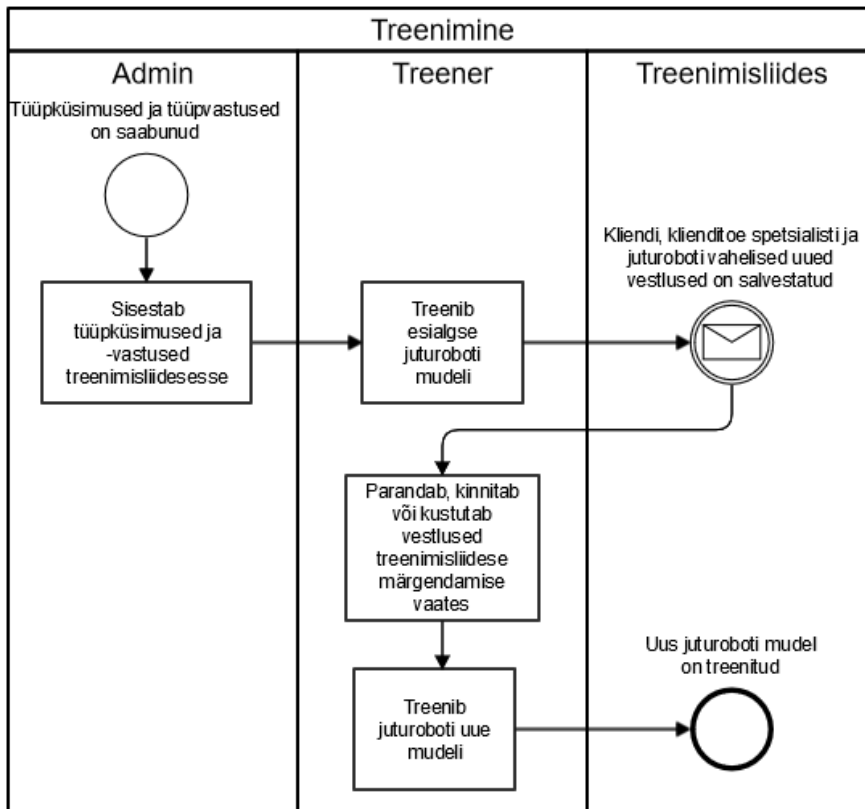 Treenimine
Admin
Treener
Treenimisliides
Tüüpküsimused ja tüüpvastused
on saabunud
Kliendi, klienditoe spetsialisti ja
juturoboti vahelised uued
vestlused on salvestatud
Sisestab
tüüpküsimused ja
-vastused
treenimisliidesesse
Treenib
esialgse
juturoboti
mudeli
Parandab, kinnitab
või kustutab
vestlused
treenimisliidese
märgendamise
vaates
Uus juturoboti mudel
on treenitud
Treenib
juturoboti uue
mudeli